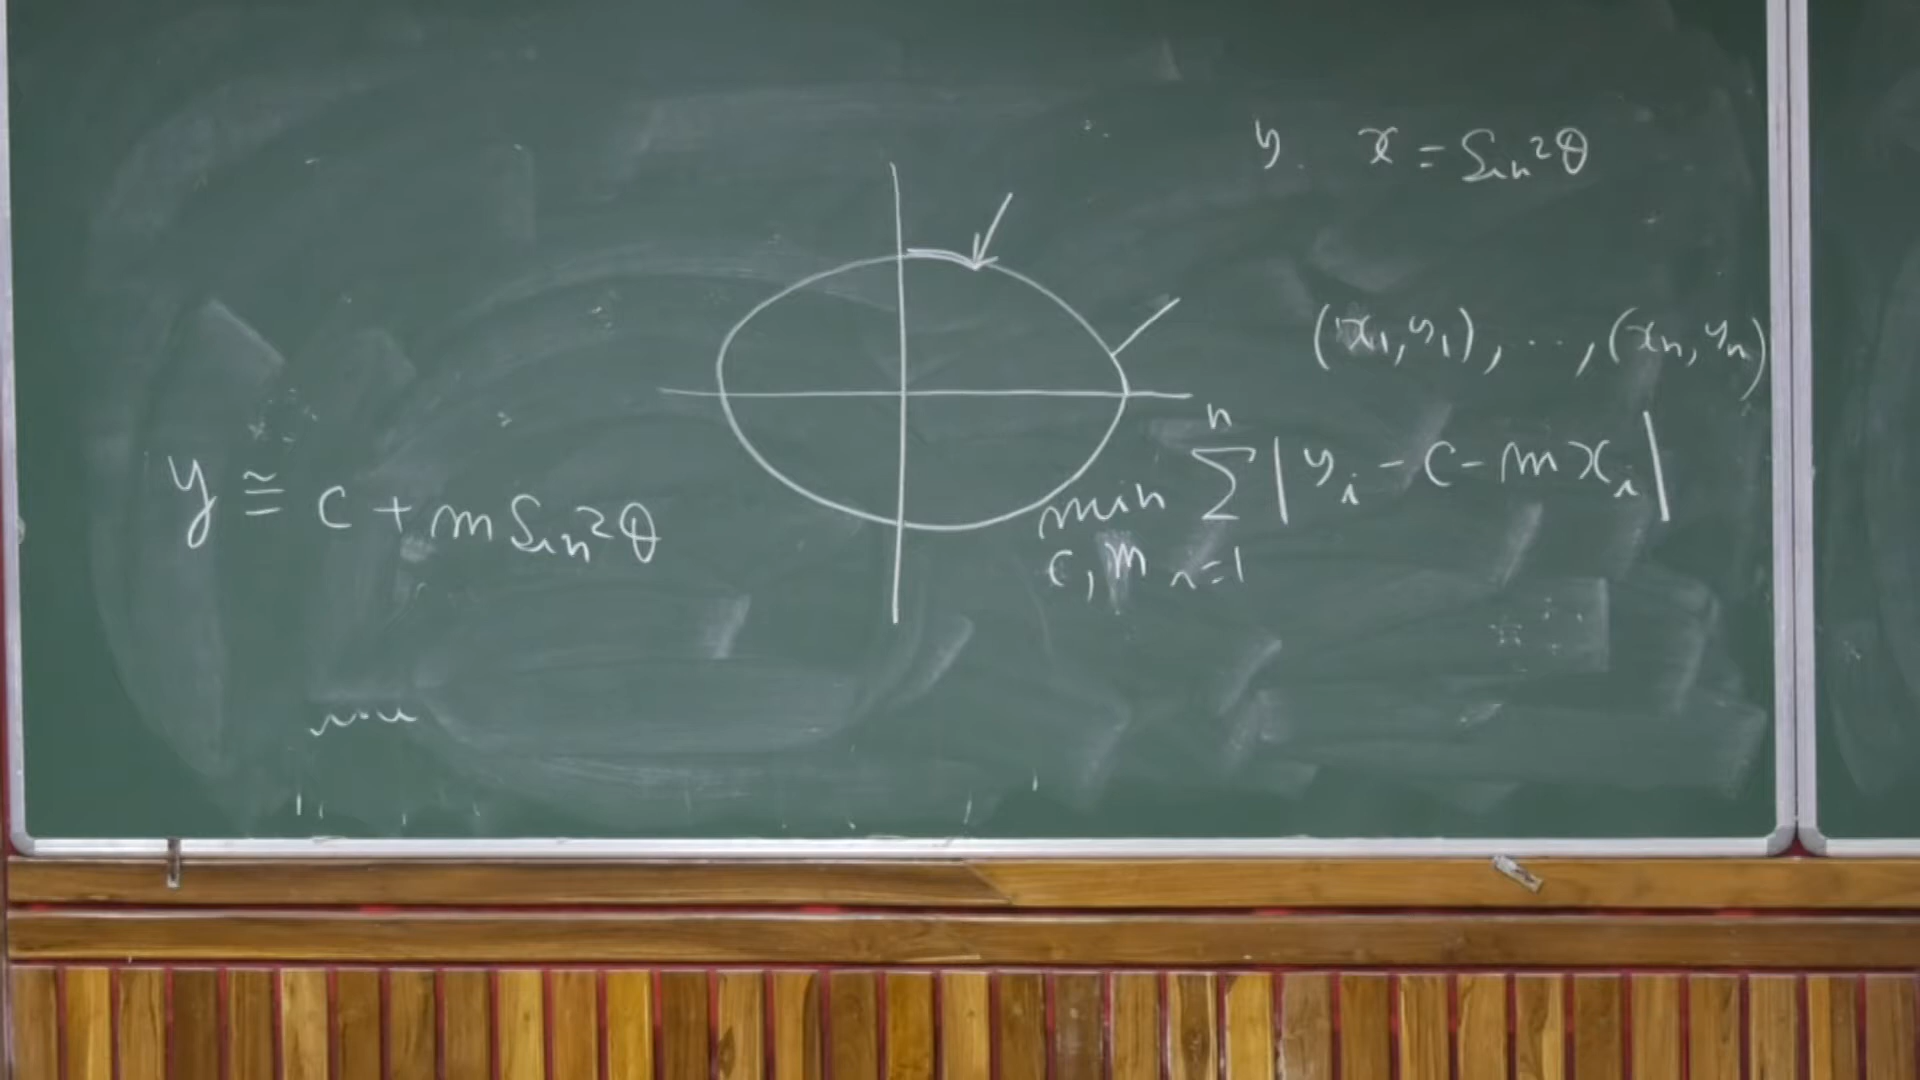 y. x = Sin²θ
(x₁, y₁), ..., (xₙ, yₙ)
y ≅ c + m Sin²θ
min c, m n ∑ i=1 | yᵢ - c - m xᵢ |